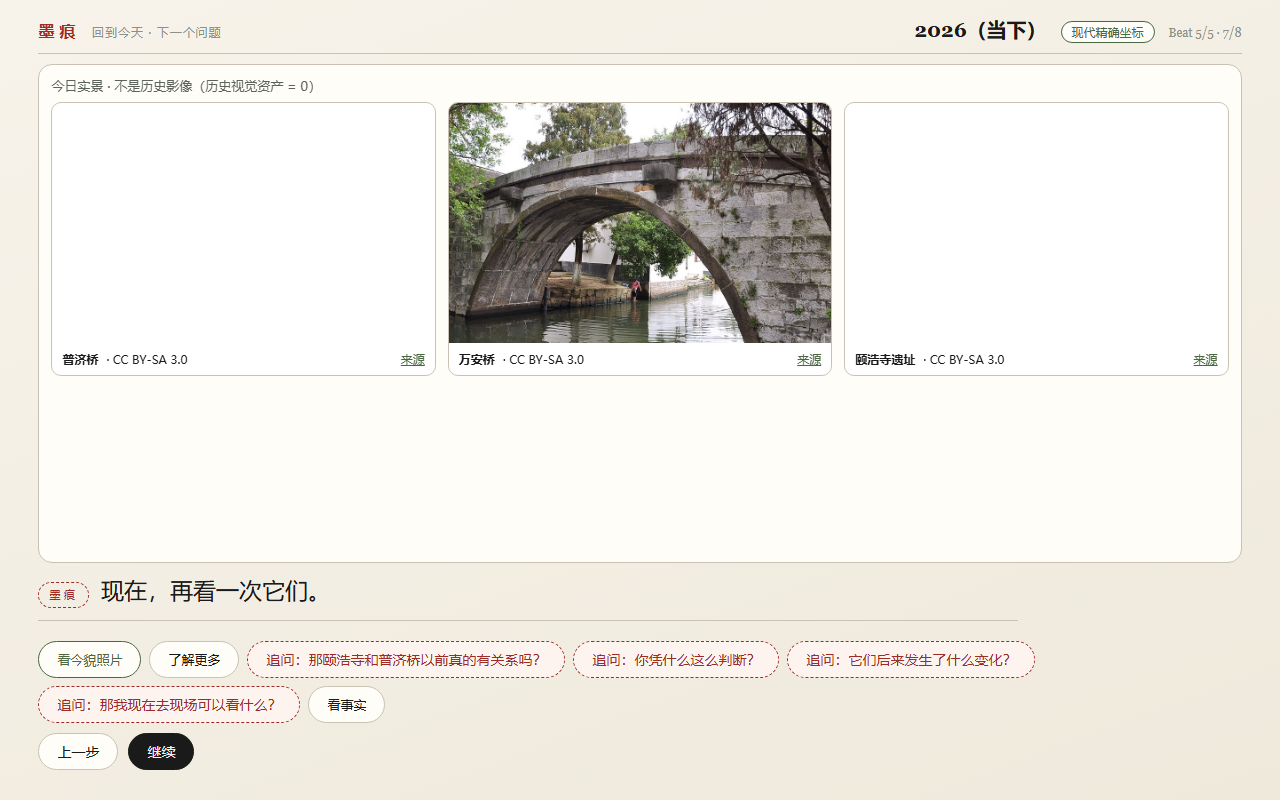 墨痕 回到今天 · 下一个问题 2026（当下） 现代精确坐标 Beat 5/5 · 7/8
今日实景 · 不是历史影像（历史视觉资产 = 0）
普济桥 · CC BY-SA 3.0 来源
万安桥 · CC BY-SA 3.0 来源
颐浩寺遗址 · CC BY-SA 3.0 来源
墨痕 现在，再看一次它们。
看今貌照片 了解更多 追问：那颐浩寺和普济桥以前真的有关系吗？ 追问：你凭什么这么判断？ 追问：它们后来发生了什么变化？
追问：那我现在去现场可以看什么？ 看事实
上一步 继续